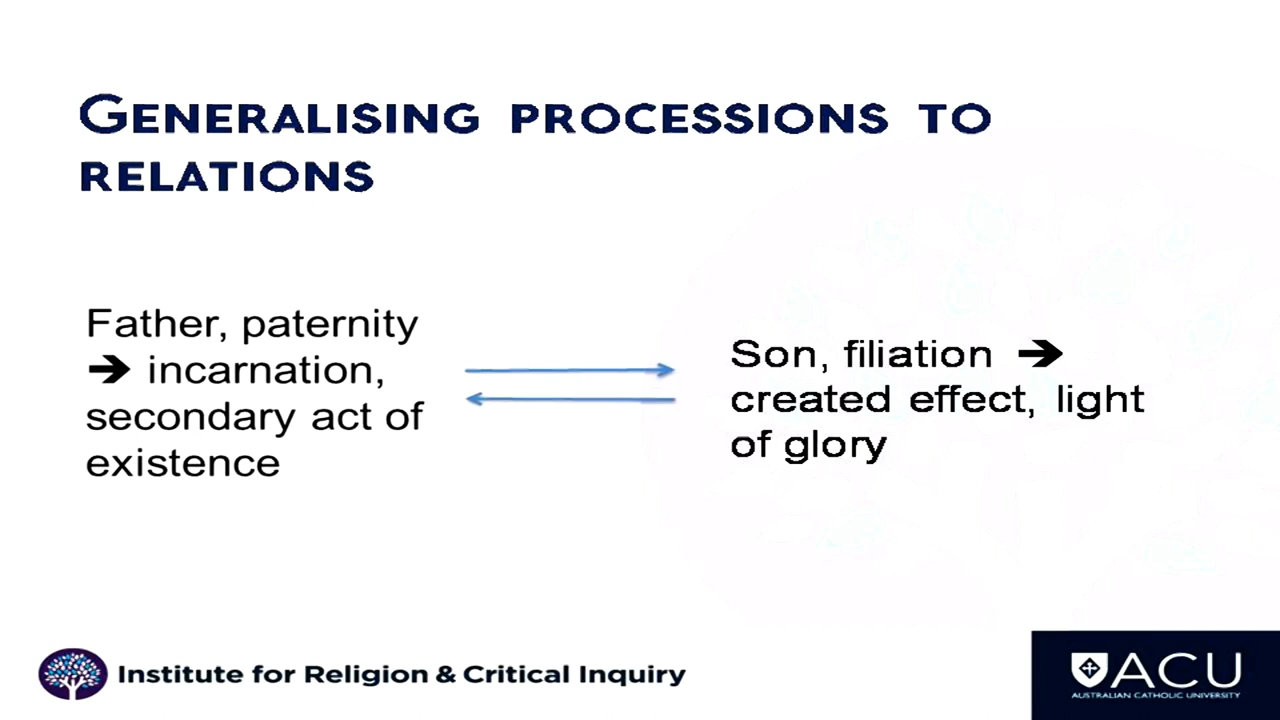 GENERALISING PROCESSIONS TO
RELATIONS
Father, paternity
➔ incarnation,
secondary act of
existence
Son, filiation ➔
created effect, light
of glory
Institute for Religion & Critical Inquiry
ACU
AUSTRALIAN CATHOLIC UNIVERSITY